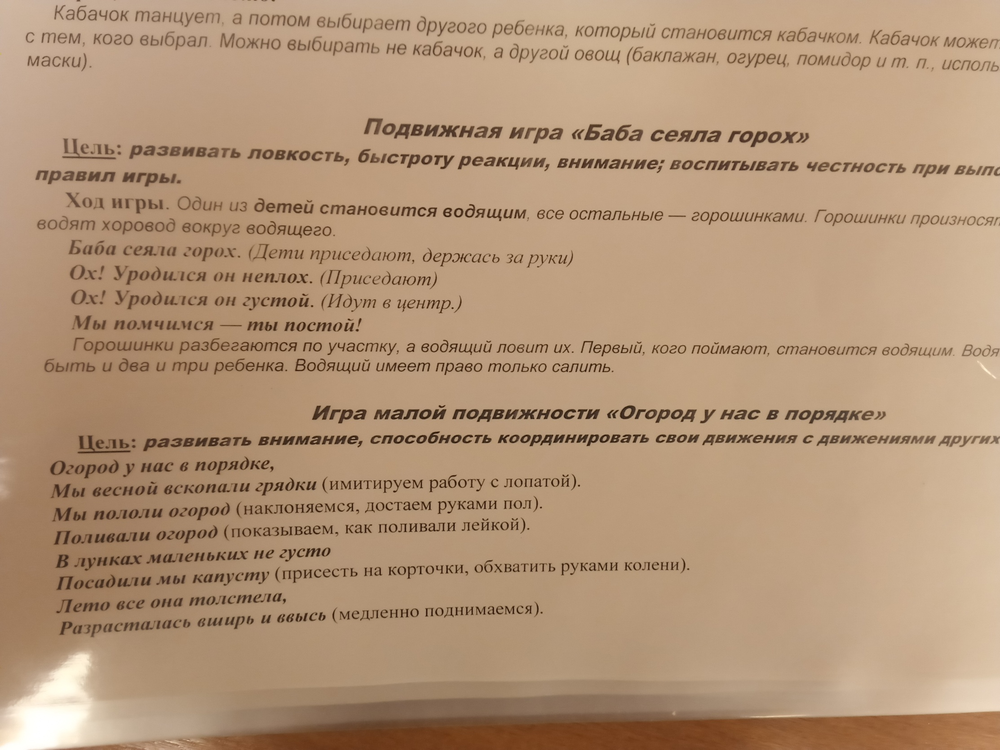 Кабачок танцует, а потом выбирает другого ребенка, который становится кабачком. Кабачок может
с тем, кого выбрал. Можно выбирать не кабачок, а другой овощ (баклажан, огурец, помидор и т. п., исполь
маски).
Подвижная игра «Баба сеяла горох»
Цель: развивать ловкость, быстроту реакции, внимание; воспитывать честность при выпо
правил игры.
Ход игры. Один из детей становится водящим, все остальные — горошинками. Горошинки произносят
водят хоровод вокруг водящего.
Баба сеяла горох. (Дети приседают, держась за руки)
Ох! Уродился он неплох. (Приседают)
Ох! Уродился он густой. (Идут в центр.)
Мы помчимся — ты постой!
Горошинки разбегаются по участку, а водящий ловит их. Первый, кого поймают, становится водящим. Водя
быть и два и три ребенка. Водящий имеет право только салить.
Игра малой подвижности «Огород у нас в порядке»
Цель: развивать внимание, способность координировать свои движения с движениями других
Огород у нас в порядке,
Мы весной вскопали грядки (имитируем работу с лопатой).
Мы пололи огород (наклоняемся, достаем руками пол).
Поливали огород (показываем, как поливали лейкой).
В лунках маленьких не густо
Посадили мы капусту (присесть на корточки, обхватить руками колени).
Лето все она толстела,
Разрасталась вширь и ввысь (медленно поднимаемся).